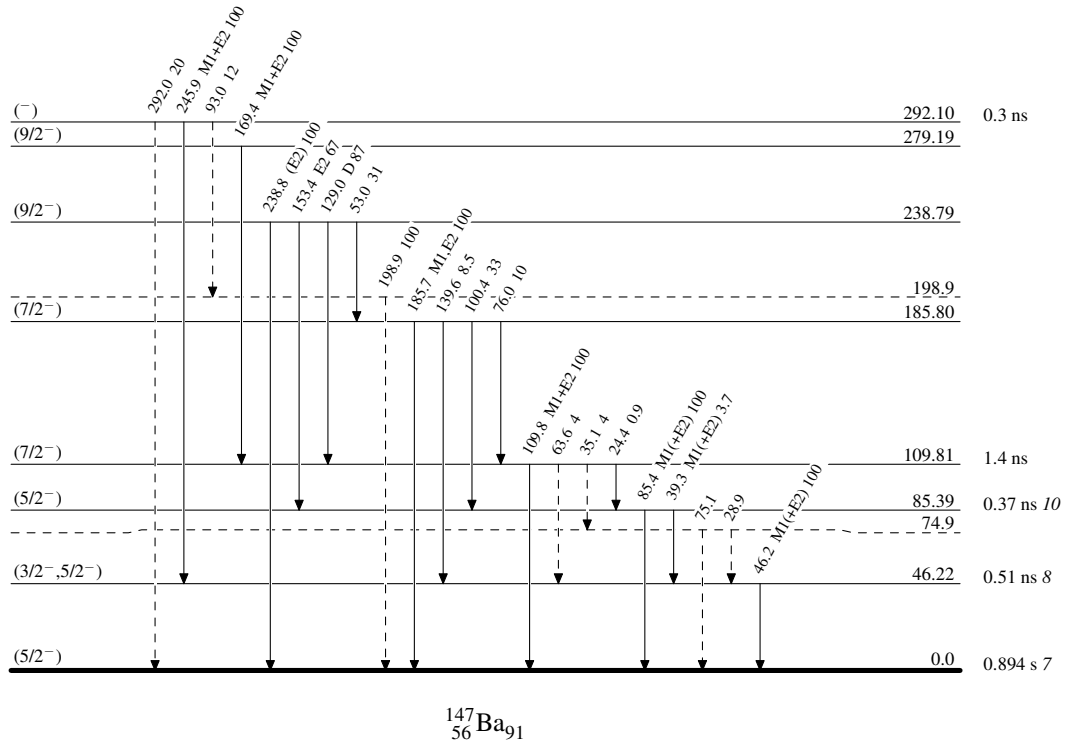 292.0 20
245.9 M1+E2 100
93.0 12
169.4 M1+E2 100
238.8 (E2) 100
153.4 E2 67
129.0 D 87
53.0 31
198.9 100
185.7 M1,E2 100
139.6 8.5
100.4 33
76.0 10
109.8 M1+E2 100
63.6 4
35.1 4
24.4 0.9
85.4 M1(+E2) 100
39.3 M1(+E2) 3.7
75.1
28.9
46.2 M1(+E2) 100
(⁻) 292.10 0.3 ns
(9/2⁻) 279.19
(9/2⁻) 238.79
198.9
(7/2⁻) 185.80
(7/2⁻) 109.81 1.4 ns
(5/2⁻) 85.39 0.37 ns 10
74.9
(3/2⁻,5/2⁻) 46.22 0.51 ns 8
(5/2⁻) 0.0 0.894 s 7
¹⁴⁷₅₆Ba₉₁